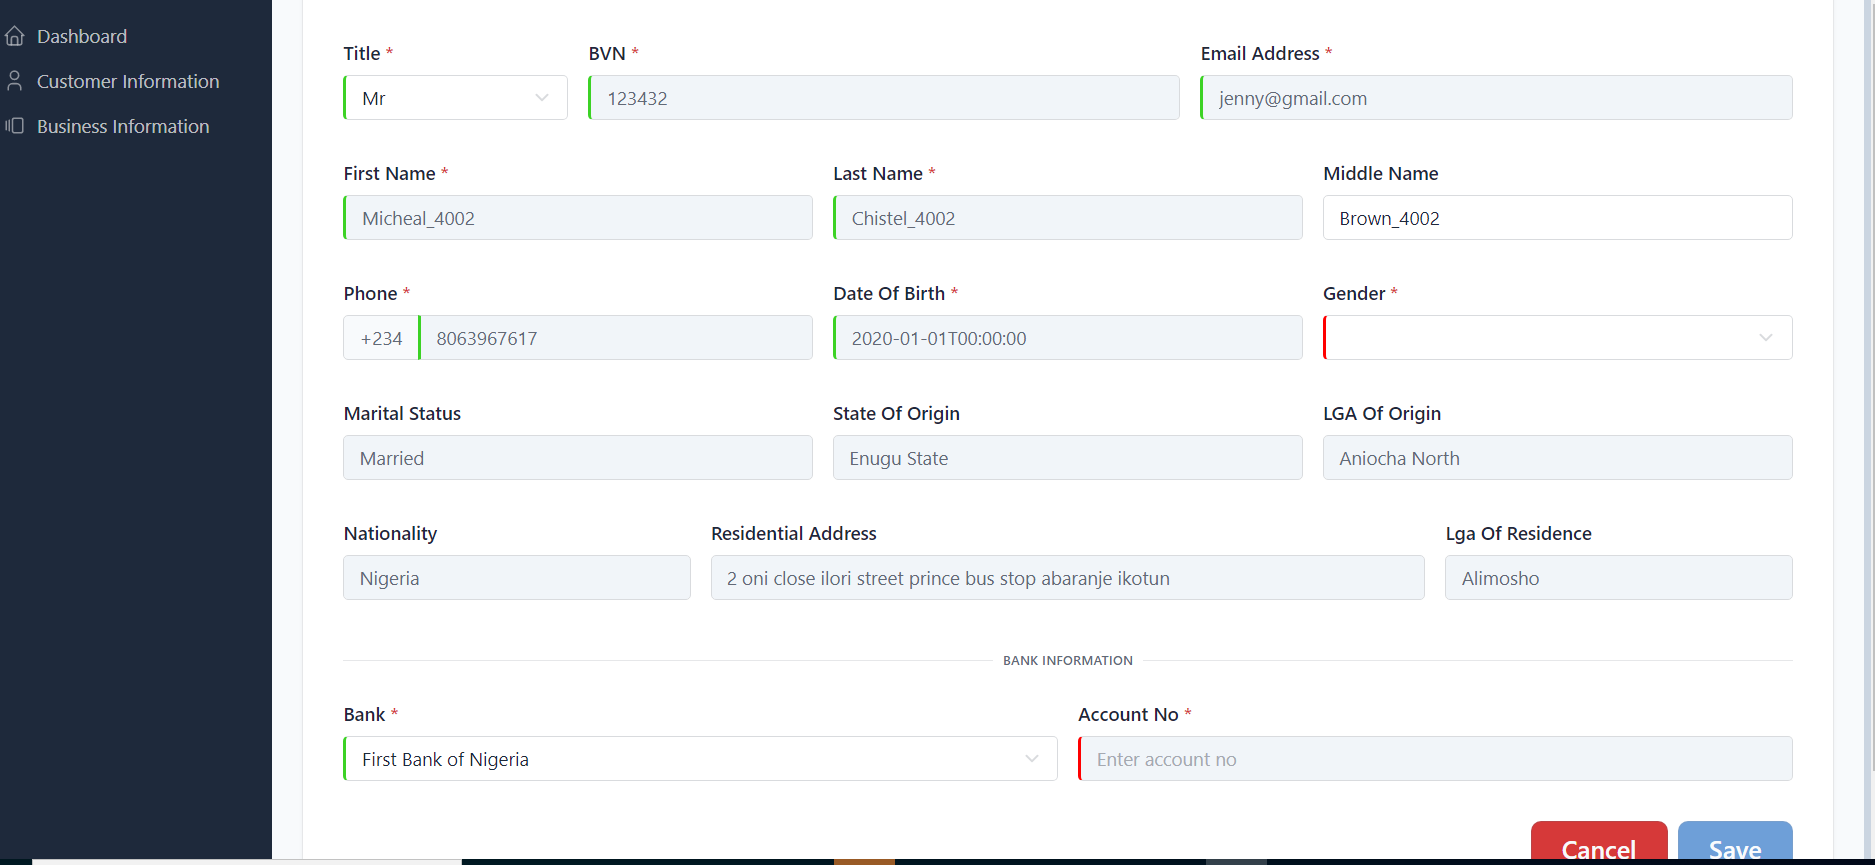 Dashboard
Customer Information
Business Information
Title * BVN * Email Address *
Mr 123432 jenny@gmail.com
First Name * Last Name * Middle Name
Micheal_4002 Chistel_4002 Brown_4002
Phone * Date Of Birth * Gender *
+234 8063967617 2020-01-01T00:00:00
Marital Status State Of Origin LGA Of Origin
Married Enugu State Aniocha North
Nationality Residential Address Lga Of Residence
Nigeria 2 oni close ilori street prince bus stop abaranje ikotun Alimosho
BANK INFORMATION
Bank * Account No *
First Bank of Nigeria Enter account no
Cancel Save